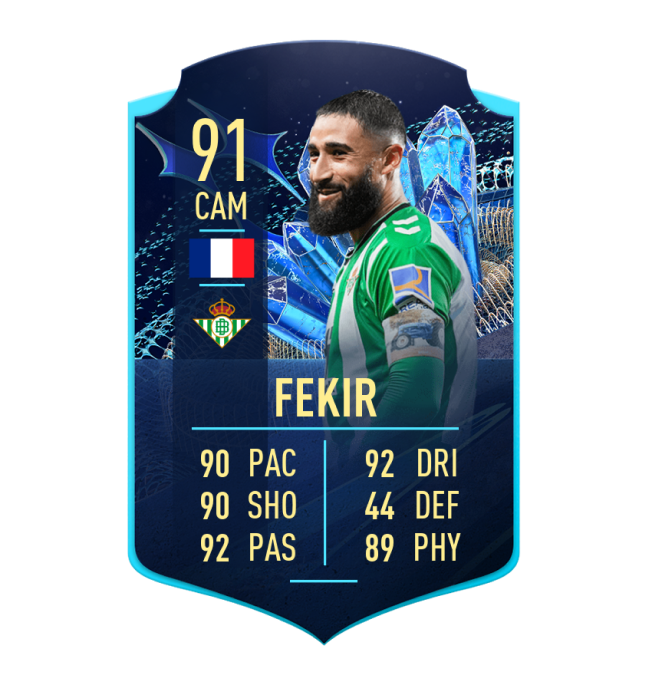 91
CAM
FEKIR
90 PAC
90 SHO
92 PAS
92 DRI
44 DEF
89 PHY